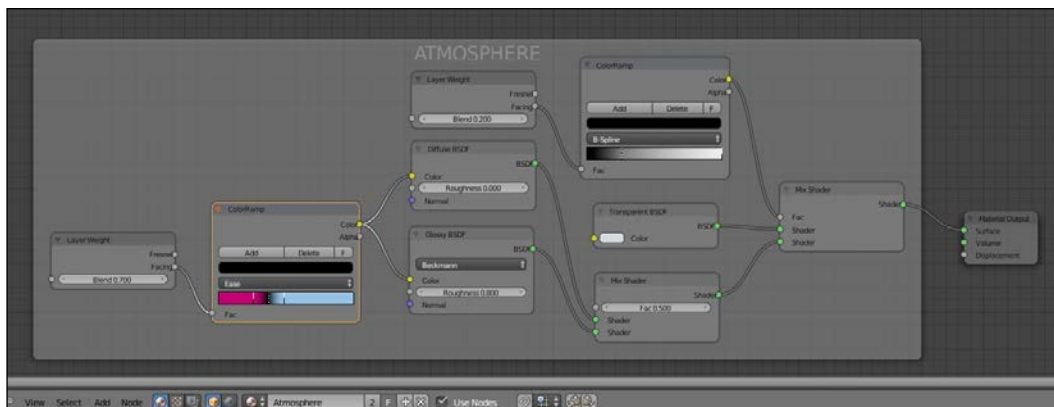 ATMOSPHERE
Layer Weight
Fresnel
Facing
Blend 0.700
ColorRamp
Color
Alpha
Add Delete F
Ease
Fac
Layer Weight
Fresnel
Facing
Blend 0.200
Diffuse BSDF
BSDF
Color
Roughness 0.000
Normal
Glossy BSDF
BSDF
Beckmann
Color
Roughness 0.800
Normal
ColorRamp
Color
Alpha
Add Delete F
B-Spline
Fac
Transparent BSDF
BSDF
Color
Mix Shader
Shader
Fac 0.500
Shader
Shader
Mix Shader
Shader
Fac
Shader
Shader
Material Output
Surface
Volume
Displacement
View Select Add Node Atmosphere 2 F Use Nodes